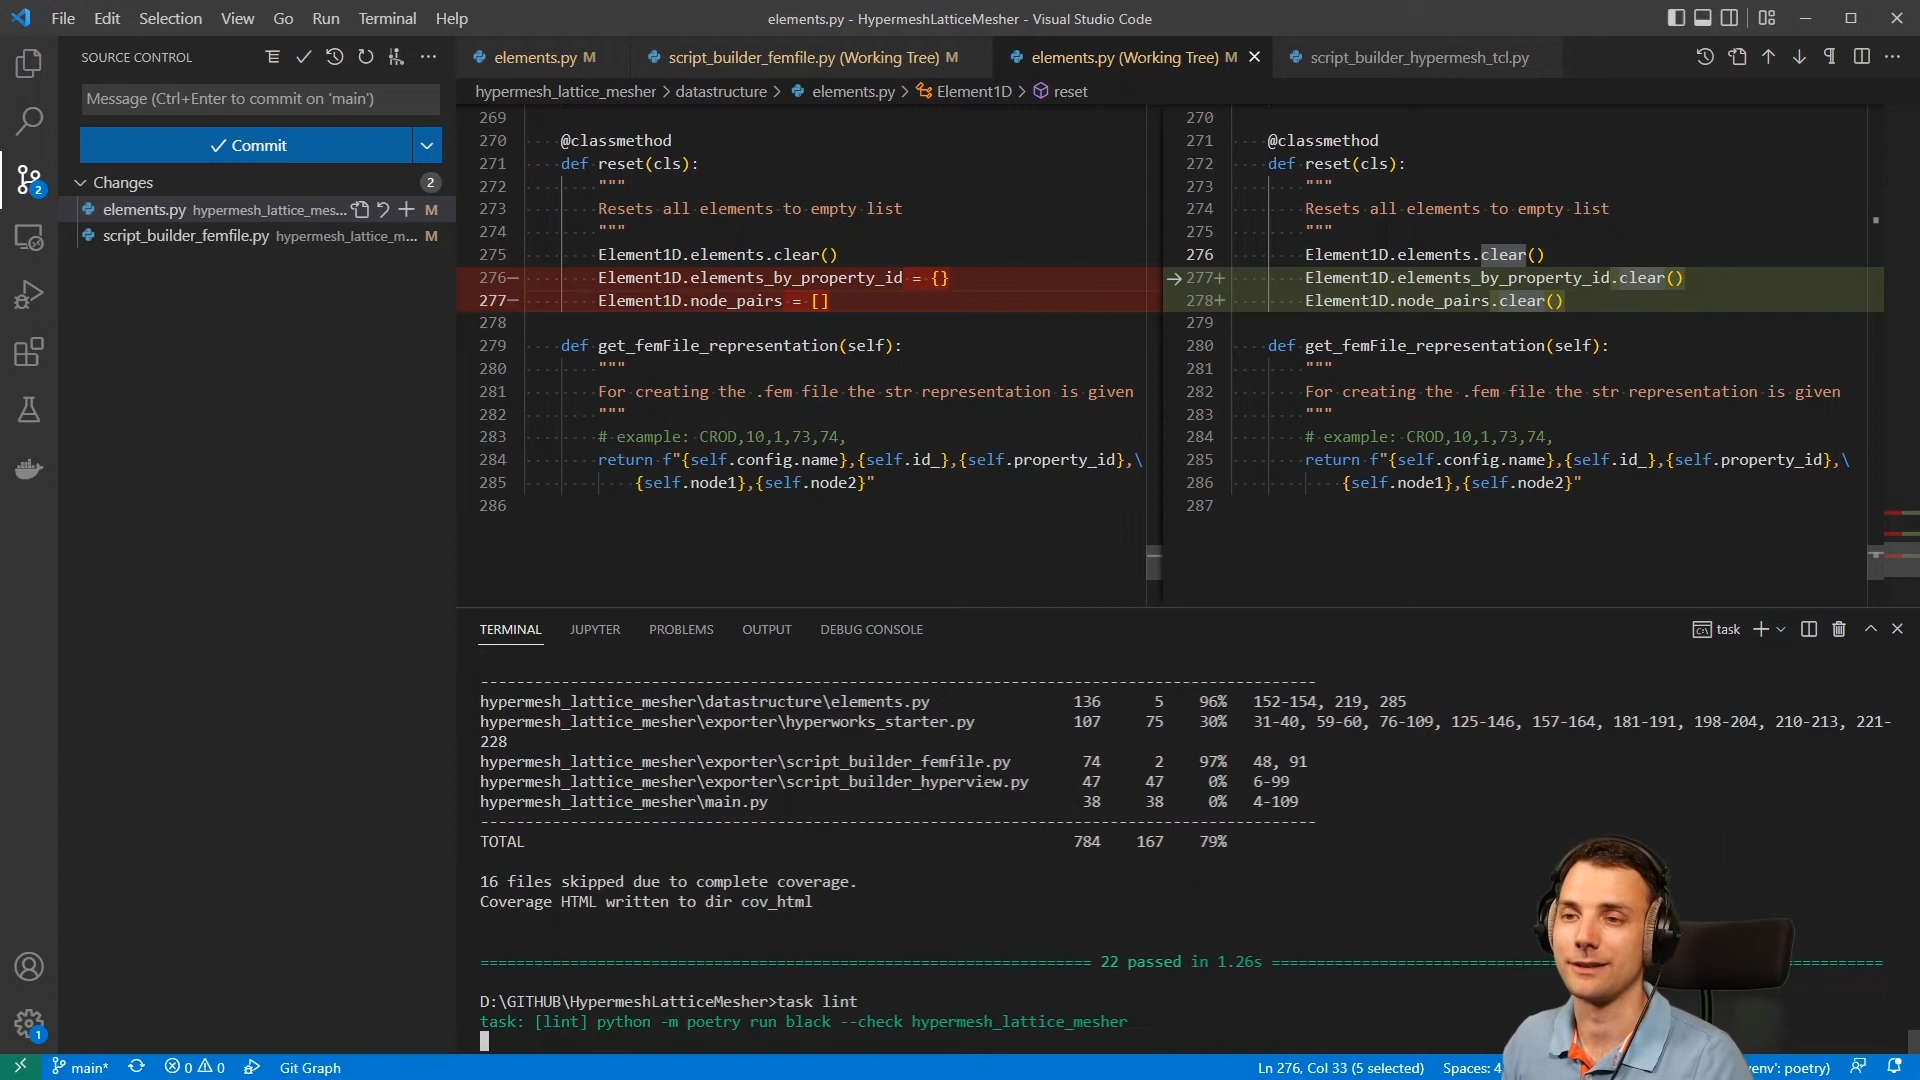 File Edit Selection View Go Run Terminal Help
elements.py - HypermeshLatticeMesher - Visual Studio Code
SOURCE CONTROL
Message (Ctrl+Enter to commit on 'main')
Commit
Changes 2
elements.py hypermesh_lattice_mes... M
script_builder_femfile.py hypermesh_lattice_m... M
2
1
elements.py M
script_builder_femfile.py (Working Tree) M
elements.py (Working Tree) M
script_builder_hypermesh_tcl.py
hypermesh_lattice_mesher > datastructure > elements.py > Element1D > reset
269
270 @classmethod
271 def reset(cls):
272 """
273 Resets all elements to empty list
274 """
275 Element1D.elements.clear()
276— Element1D.elements_by_property_id = {}
277— Element1D.node_pairs = []
278
279 def get_femFile_representation(self):
280 """
281 For creating the .fem file the str representation is given
282 """
283 # example: CROD,10,1,73,74,
284 return f"{self.config.name},{self.id_},{self.property_id},\
285 {self.node1},{self.node2}"
286
270
271 @classmethod
272 def reset(cls):
273 """
274 Resets all elements to empty list
275 """
276 Element1D.elements.clear()
277+ Element1D.elements_by_property_id.clear()
278+ Element1D.node_pairs.clear()
279
280 def get_femFile_representation(self):
281 """
282 For creating the .fem file the str representation is given
283 """
284 # example: CROD,10,1,73,74,
285 return f"{self.config.name},{self.id_},{self.property_id},\
286 {self.node1},{self.node2}"
287
TERMINAL JUPYTER PROBLEMS OUTPUT DEBUG CONSOLE
task
--------------------------------------------------------------------------------------------
hypermesh_lattice_mesher\datastructure\elements.py 136 5 96% 152-154, 219, 285
hypermesh_lattice_mesher\exporter\hyperworks_starter.py 107 75 30% 31-40, 59-60, 76-109, 125-146, 157-164, 181-191, 198-204, 210-213, 221-
228
hypermesh_lattice_mesher\exporter\script_builder_femfile.py 74 2 97% 48, 91
hypermesh_lattice_mesher\exporter\script_builder_hyperview.py 47 47 0% 6-99
hypermesh_lattice_mesher\main.py 38 38 0% 4-109
--------------------------------------------------------------------------------------------
TOTAL 784 167 79%
16 files skipped due to complete coverage.
Coverage HTML written to dir cov_html
==================================================================== 22 passed in 1.26s ====================================================================
D:\GITHUB\HypermeshLatticeMesher>task lint
task: [lint] python -m poetry run black --check hypermesh_lattice_mesher
main* 0 0 Git Graph
Ln 276, Col 33 (5 selected) Spaces: 4
venv': poetry)